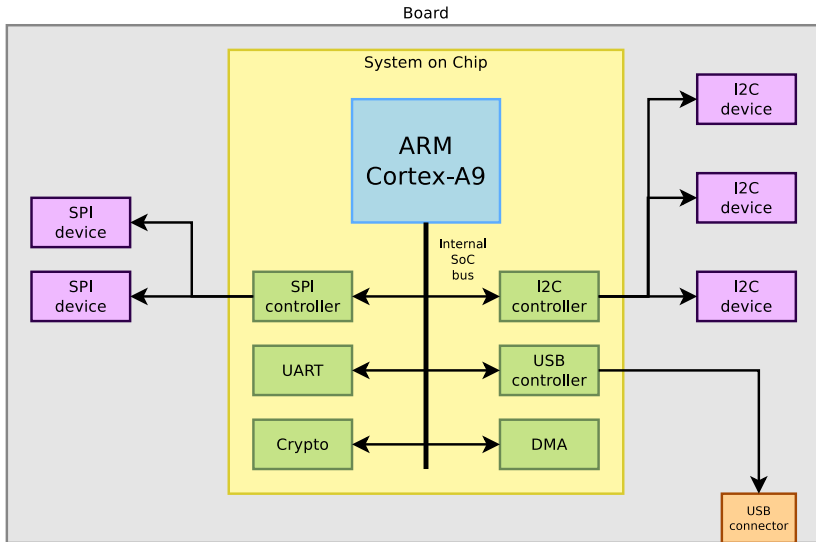 Board
System on Chip
ARM
Cortex-A9
I2C
device
I2C
device
SPI
device
Internal
SoC
bus
SPI
device
SPI
controller
I2C
controller
I2C
device
UART
USB
controller
Crypto
DMA
USB
connector